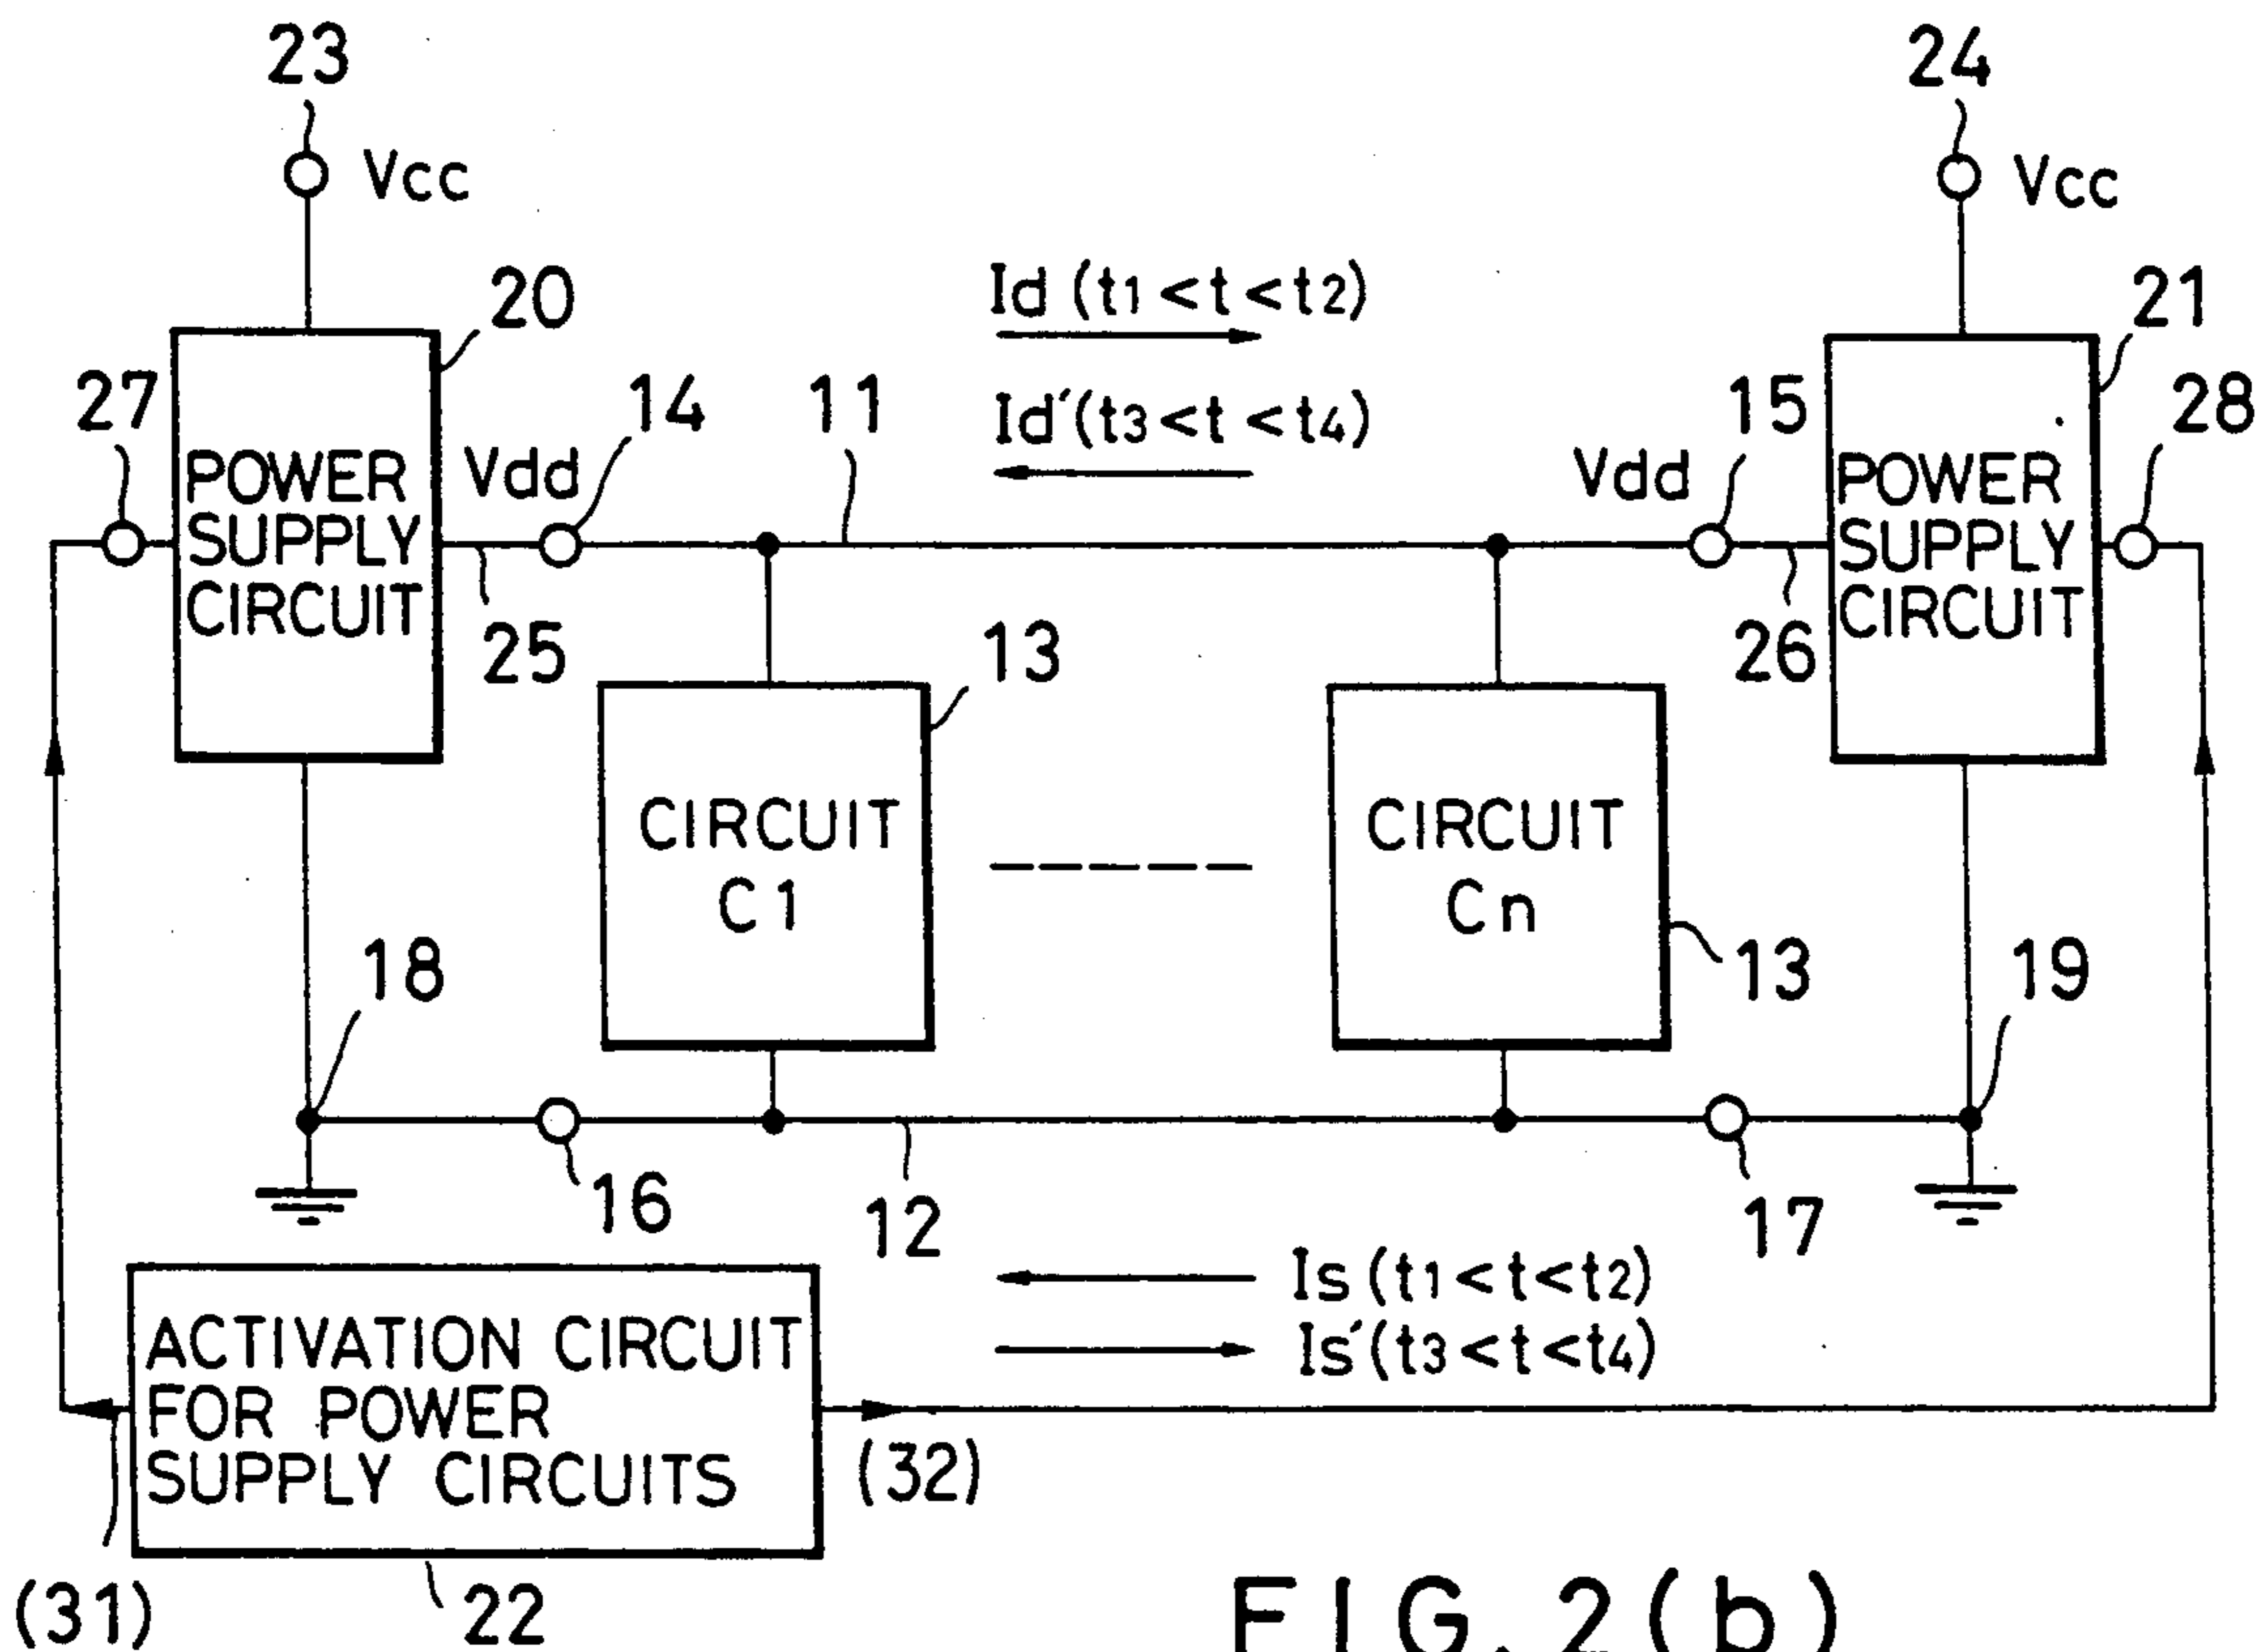 23
24
Vcc
Vcc
20
Id (t1<t<t2)
21
27
14
11
Id′(t3<t<t4)
15
28
Vdd
Vdd
POWER
SUPPLY
CIRCUIT
POWER
SUPPLY
CIRCUIT
25
13
26
CIRCUIT
C1
CIRCUIT
Cn
18
13
19
16
12
17
Is (t1<t<t2)
Is′(t3<t<t4)
ACTIVATION CIRCUIT
FOR POWER
SUPPLY CIRCUITS
(32)
(31)
22
FIG. 2(b)